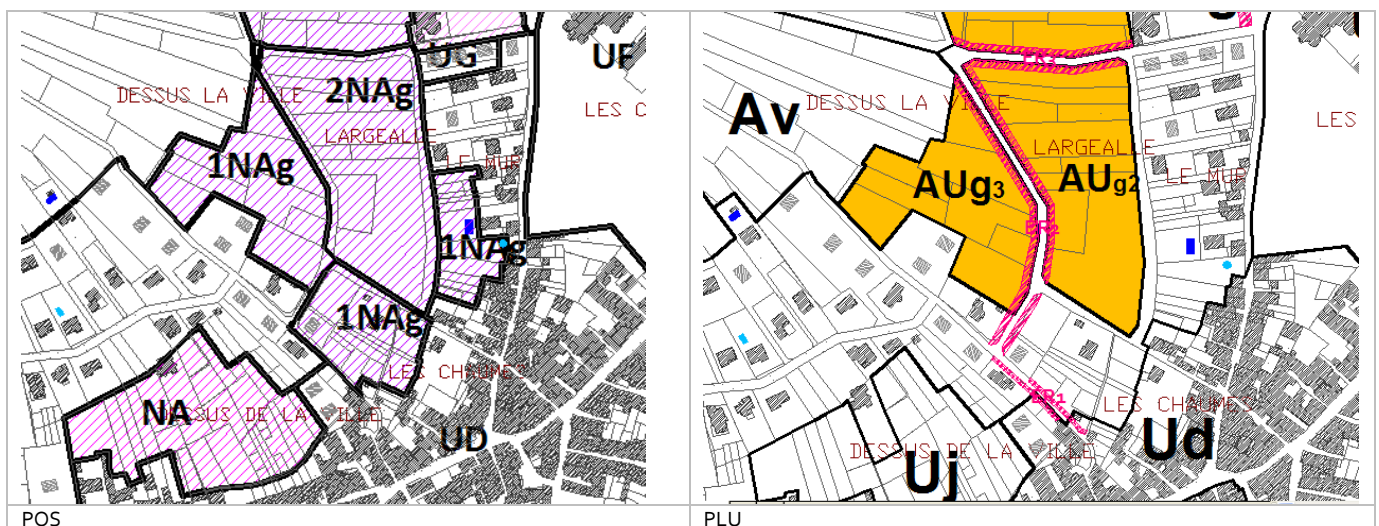 UG
UF
2NAg
DESSUS LA VILLE
LES C
LARGEALLE
1NAg
LE MUR
1NAg
1NAg
LES CHAUMES
NA
DESSUS DE LA VILLE
UD
POS
Av
DESSUS LA VILLE
LES
LARGEALLE
AUg3
AUg2
LE MUR
ER1
LES CHAUMES
DESSUS DE LA VILLE
Ud
Uj
PLU